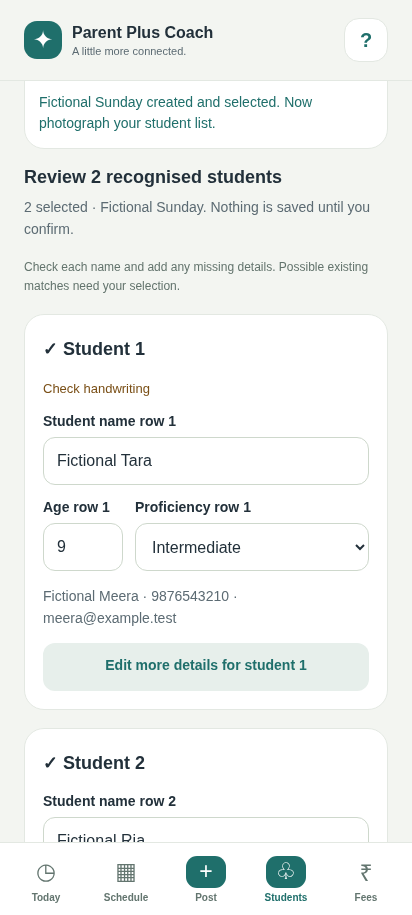 Parent Plus Coach
A little more connected.
?
Fictional Sunday created and selected. Now
photograph your student list.
Review 2 recognised students
2 selected · Fictional Sunday. Nothing is saved until you
confirm.
Check each name and add any missing details. Possible existing
matches need your selection.
✓ Student 1
Check handwriting
Student name row 1
Fictional Tara
Age row 1 Proficiency row 1
9 Intermediate
Fictional Meera · 9876543210 ·
meera@example.test
Edit more details for student 1
✓ Student 2
Student name row 2
Fictional Ria
Today Schedule Post Students Fees